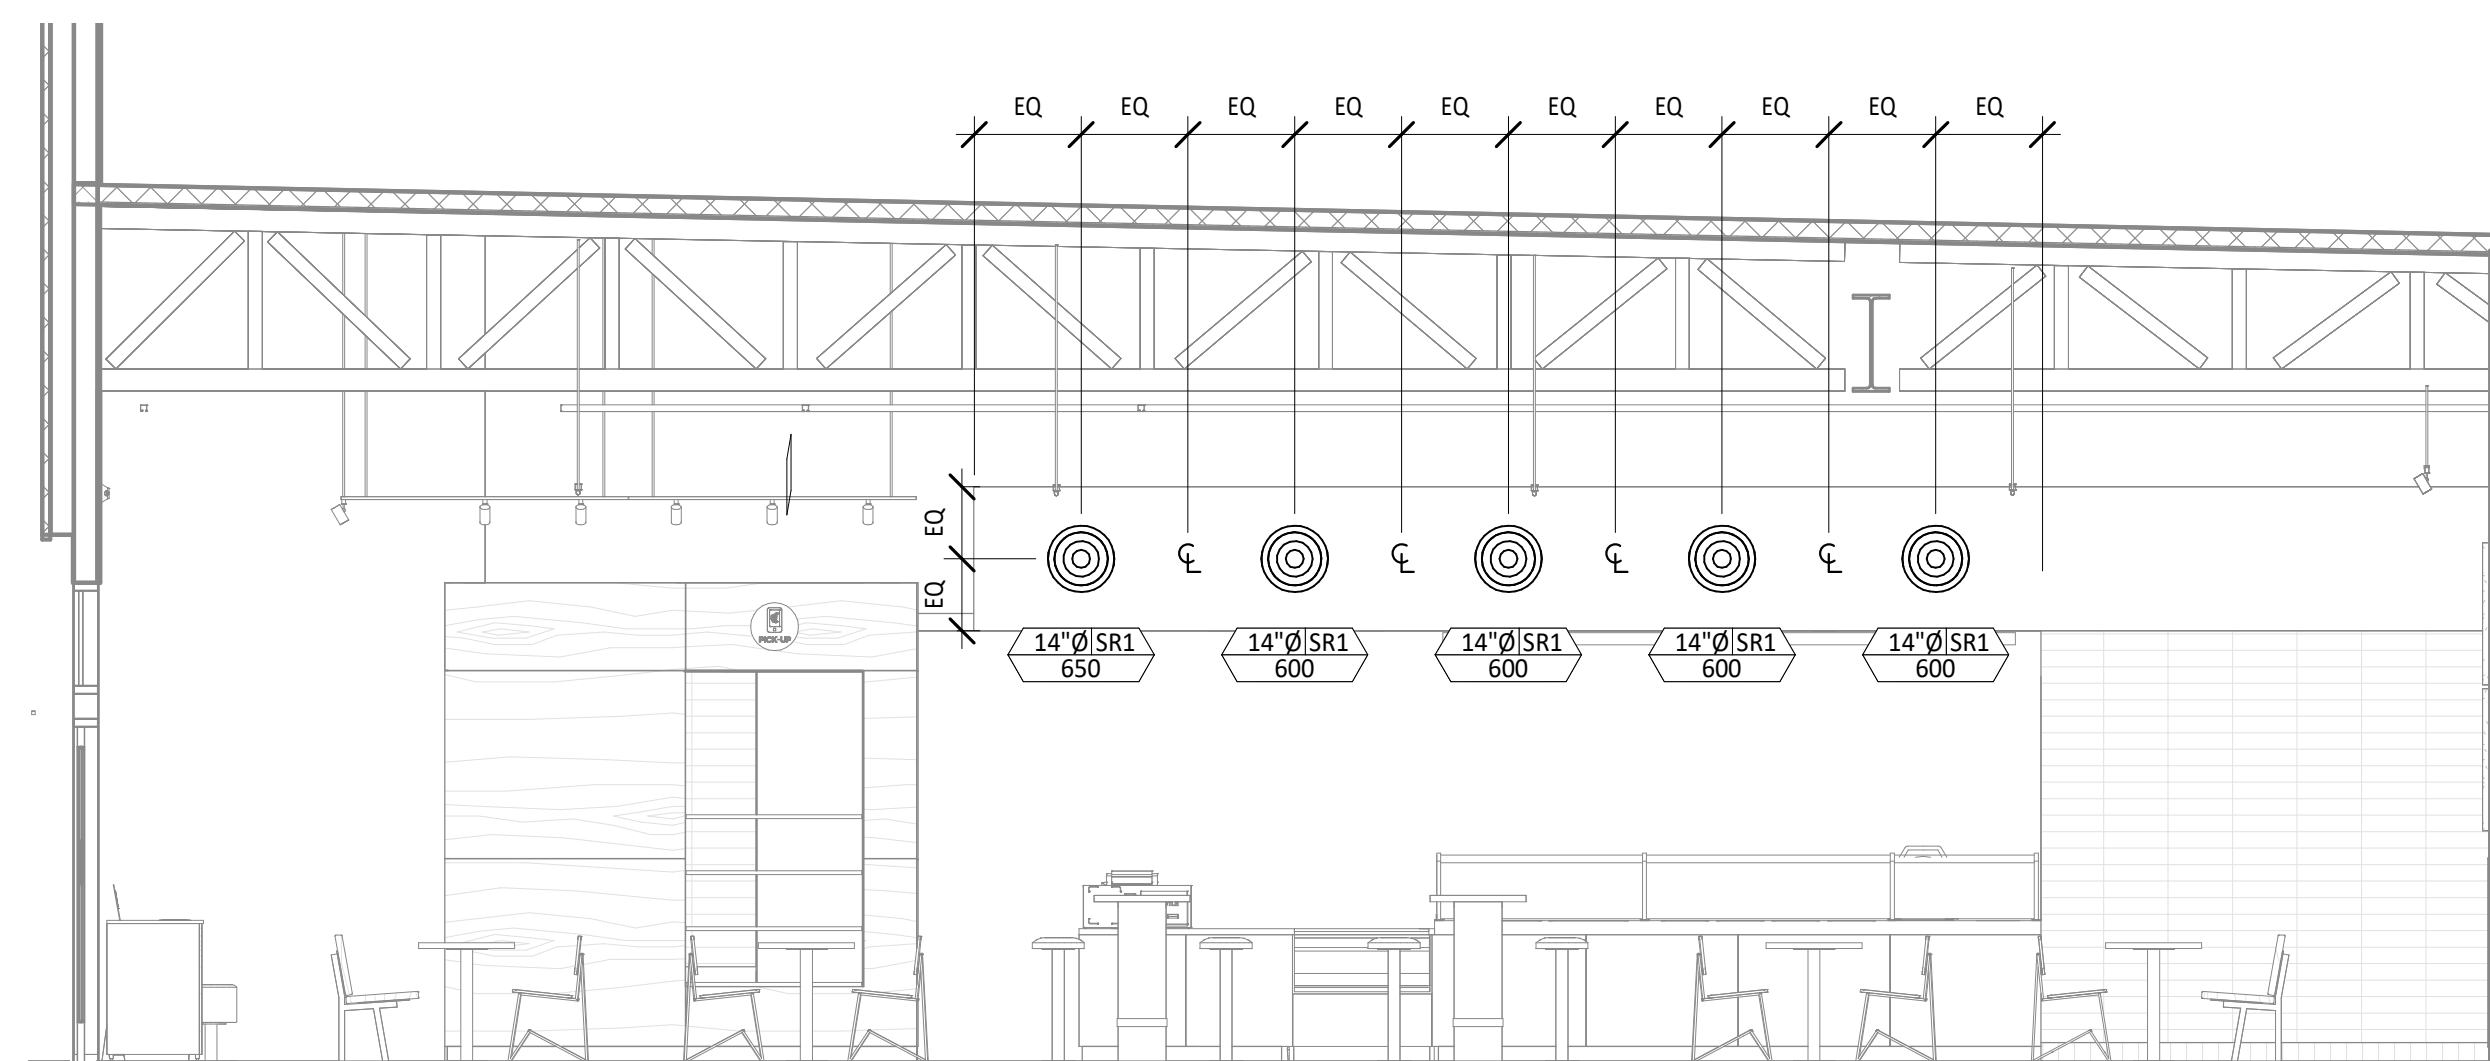 EQ EQ EQ EQ EQ EQ EQ EQ EQ EQ
EQ
℄ ℄ ℄ ℄
EQ
PICK-UP
14"Ø SR1
650
14"Ø SR1
600
14"Ø SR1
600
14"Ø SR1
600
14"Ø SR1
600